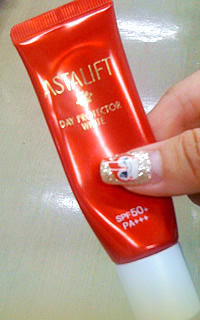 ASTALIFT
DAY PROTECTOR
WHITE
SPF50+
PA+++